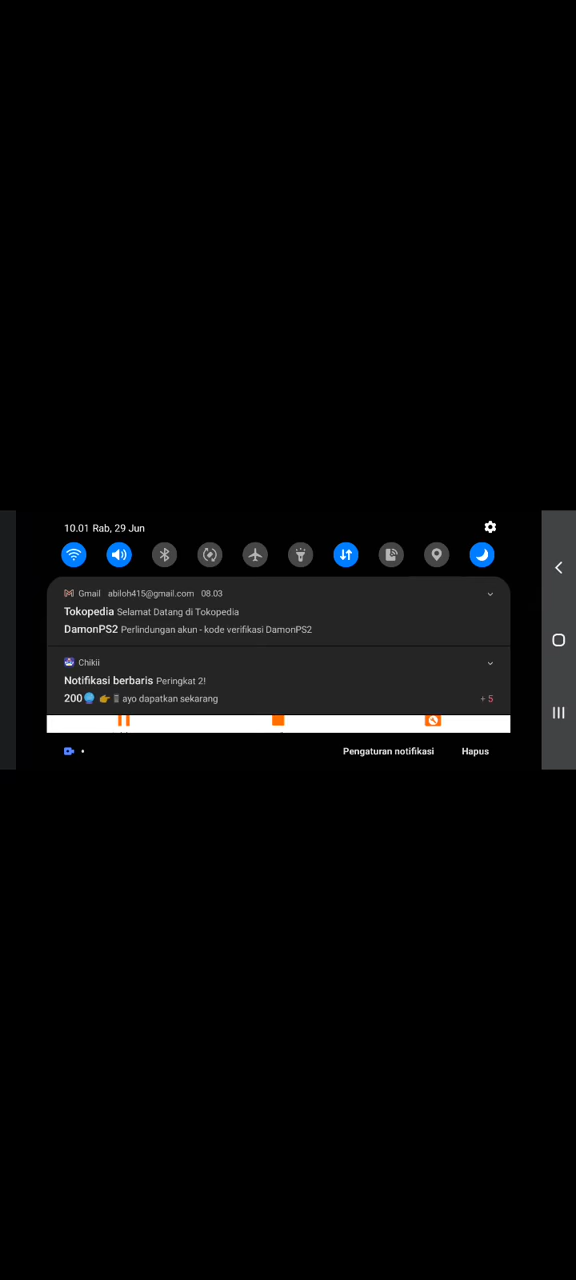 10.01 Rab, 29 Jun
Gmail abiloh415@gmail.com 08.03
Tokopedia Selamat Datang di Tokopedia
DamonPS2 Perlindungan akun - kode verifikasi DamonPS2
Chikii
Notifikasi berbaris Peringkat 2!
200🔮 👉🖥 ayo dapatkan sekarang
+ 5
Pengaturan notifikasi Hapus